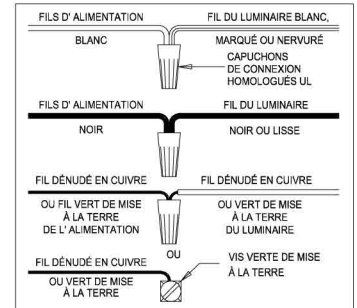 FILS D' ALIMENTATION
FIL DU LUMINAIRE BLANC,
BLANC
MARQUÉ OU NERVURÉ
CAPUCHONS
DE CONNEXION
HOMOLOGUÉS UL
FILS D' ALIMENTATION
FIL DU LUMINAIRE
NOIR
NOIR OU LISSE
FIL DÉNUDÉ EN CUIVRE
FIL DÉNUDÉ EN CUIVRE
OU FIL VERT DE MISE
À LA TERRE
DE L' ALIMENTATION
OU VERT DE MISE
À LA TERRE
DU LUMINAIRE
OU
FIL DÉNUDÉ EN CUIVRE
OU VERT DE MISE
À LA TERRE
VIS VERTE DE MISE
À LA TERRE